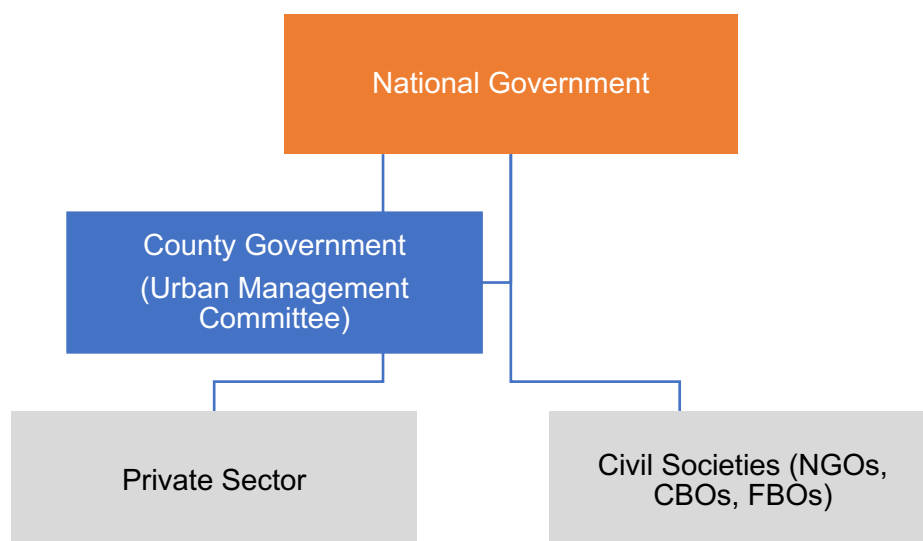 National Government
County Government
(Urban Management
Committee)
Private Sector
Civil Societies (NGOs,
CBOs, FBOs)